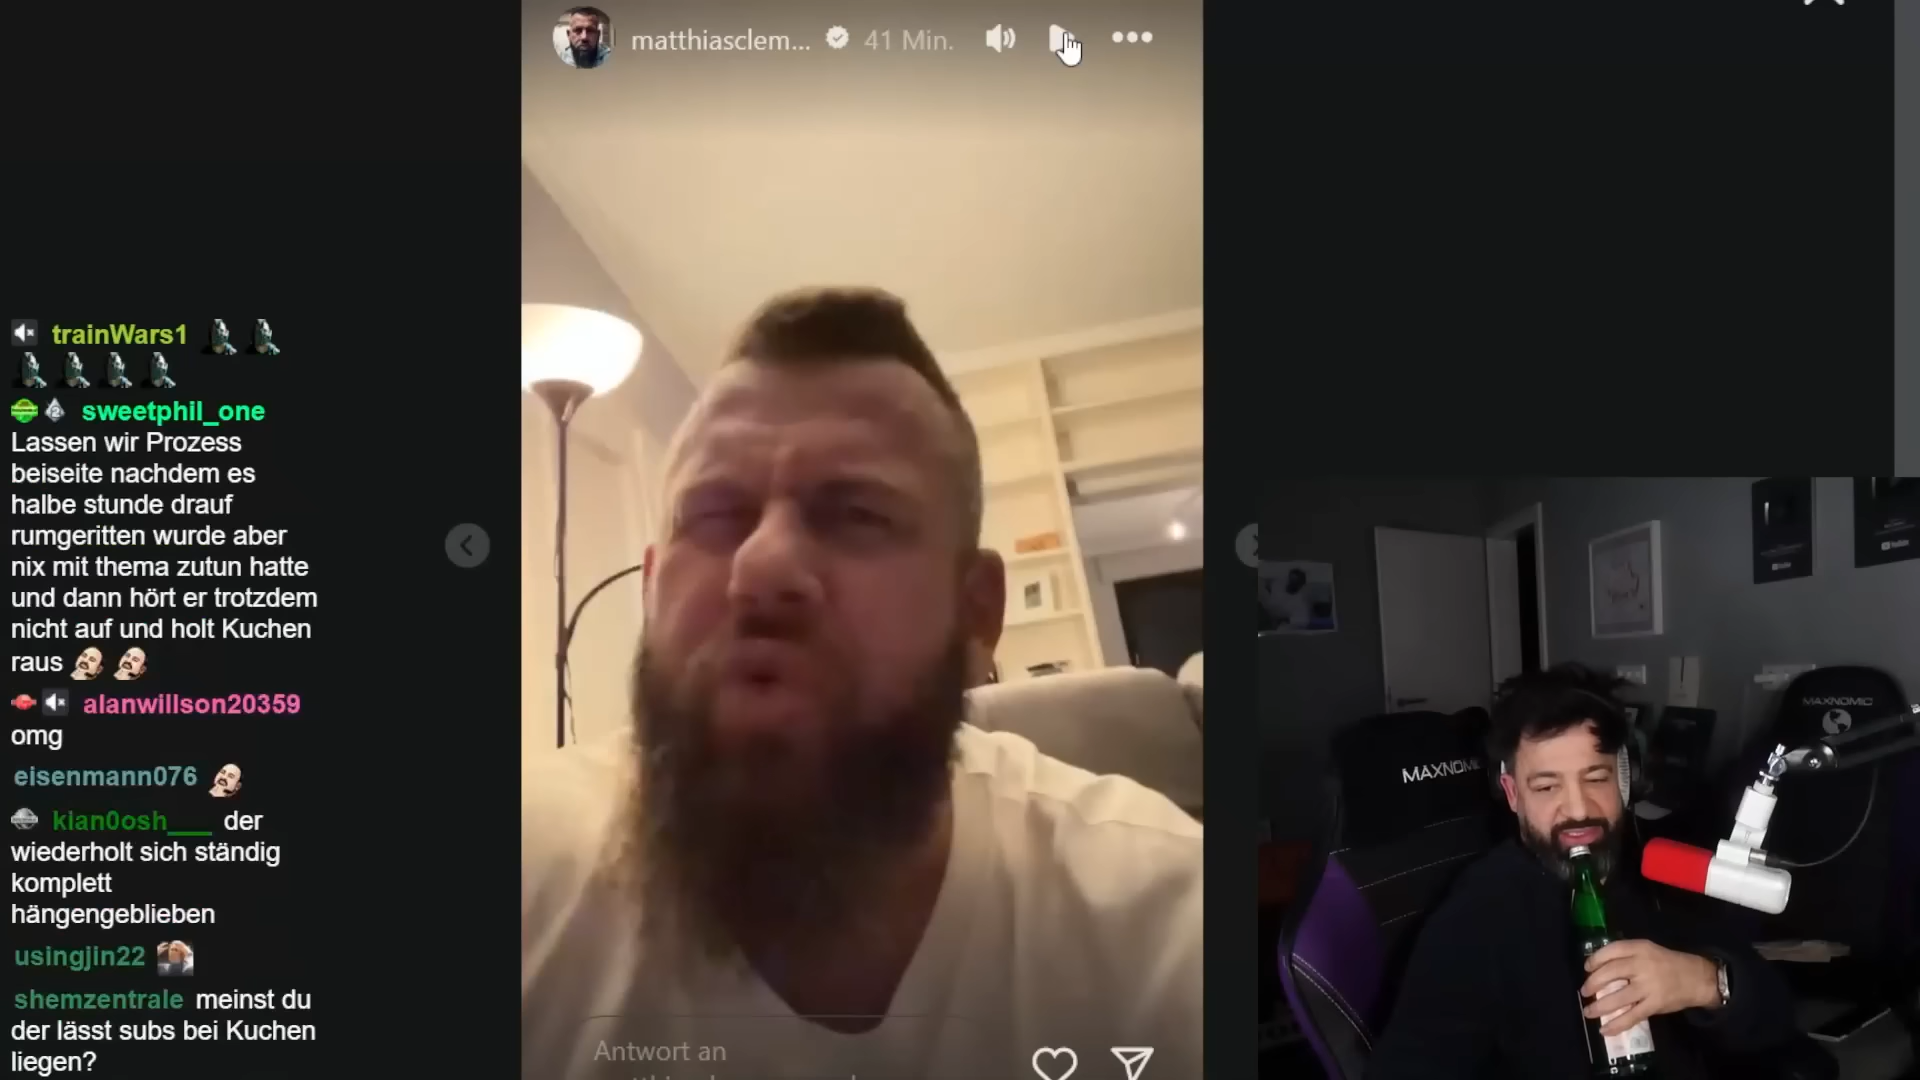 matthiasclem... 41 Min.
trainWars1
sweetphil_one
Lassen wir Prozess
beiseite nachdem es
halbe stunde drauf
rumgeritten wurde aber
nix mit thema zutun hatte
und dann hört er trotzdem
nicht auf und holt Kuchen
raus
alanwillson20359
omg
eisenmann076
kian0osh___ der
wiederholt sich ständig
komplett
hängengeblieben
usingjin22
shemzentrale meinst du
der lässt subs bei Kuchen
liegen?
Antwort an
MAXNOMIC